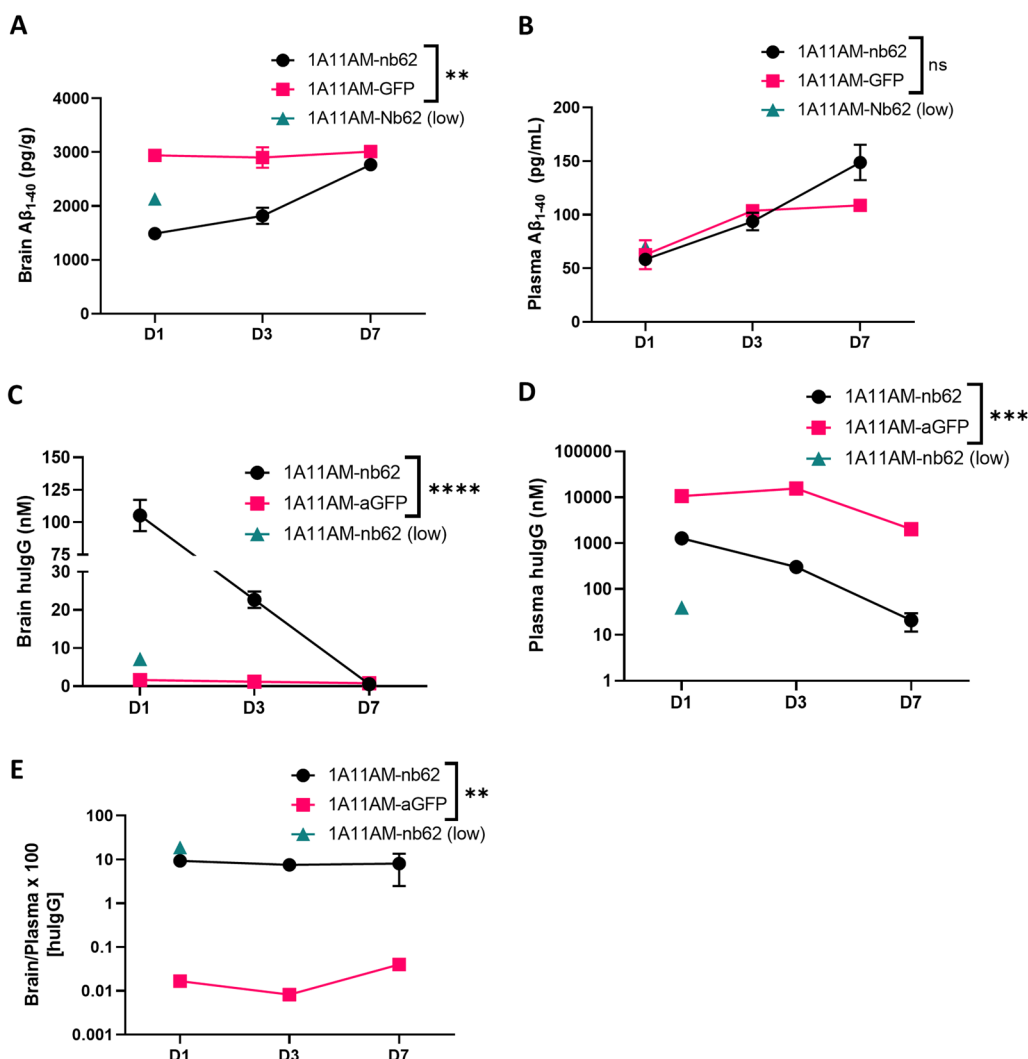 A
1A11AM-nb62
1A11AM-GFP
1A11AM-Nb62 (low)
**
Brain Aβ1-40 (pg/g)
4000
3000
2000
1000
0
D1 D3 D7
B
1A11AM-nb62
1A11AM-GFP
1A11AM-Nb62 (low)
ns
Plasma Aβ1-40 (pg/mL)
200
150
100
50
0
D1 D3 D7
C
1A11AM-nb62
1A11AM-aGFP
1A11AM-nb62 (low)
****
Brain huIgG (nM)
150
125
100
75
30
20
10
0
D1 D3 D7
D
1A11AM-nb62
1A11AM-aGFP
1A11AM-nb62 (low)
***
Plasma huIgG (nM)
100000
10000
1000
100
10
1
D1 D3 D7
E
1A11AM-nb62
1A11AM-aGFP
1A11AM-nb62 (low)
**
Brain/Plasma x 100
[huIgG]
100
10
1
0.1
0.01
0.001
D1 D3 D7